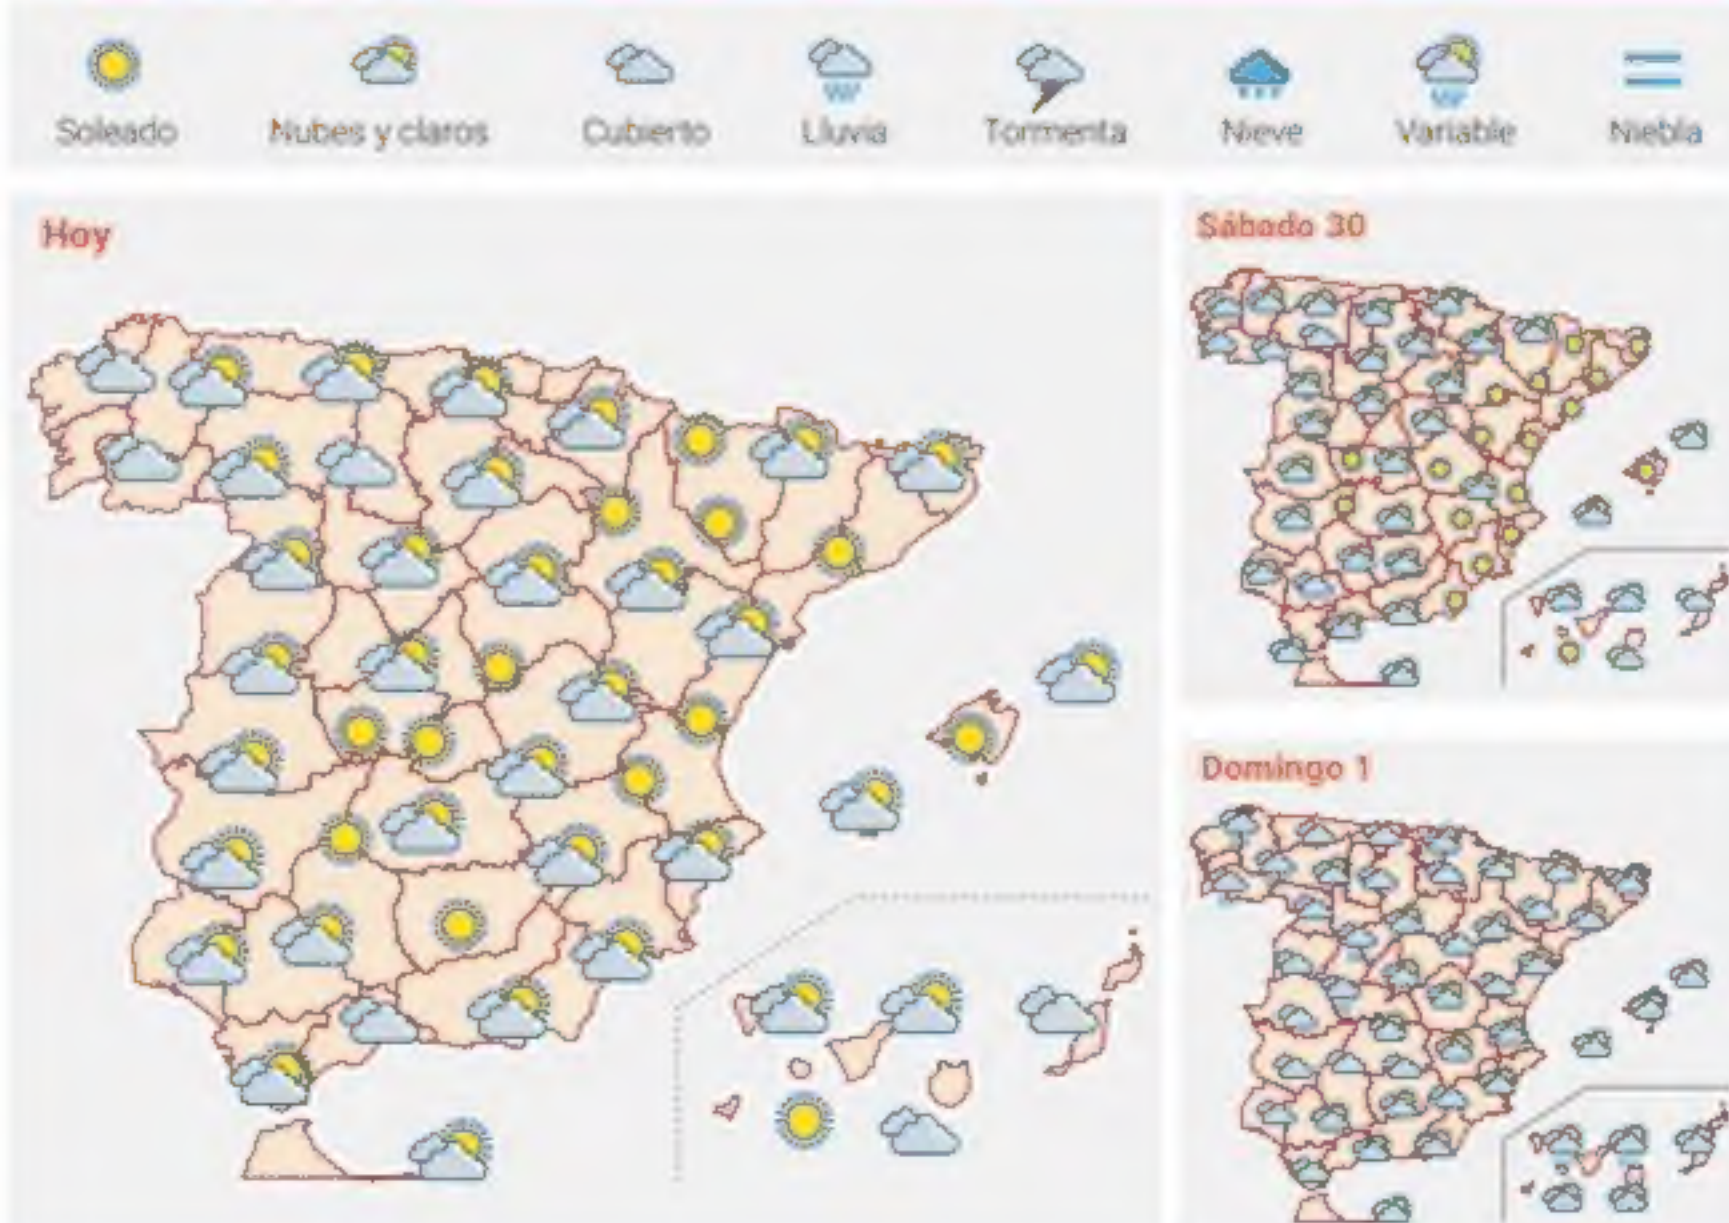 Soleado
Nubes y claros
Cubierto
Lluvia
Tormenta
Nieve
Variable
Niebla
Hoy
Sábado 30
Domingo 1